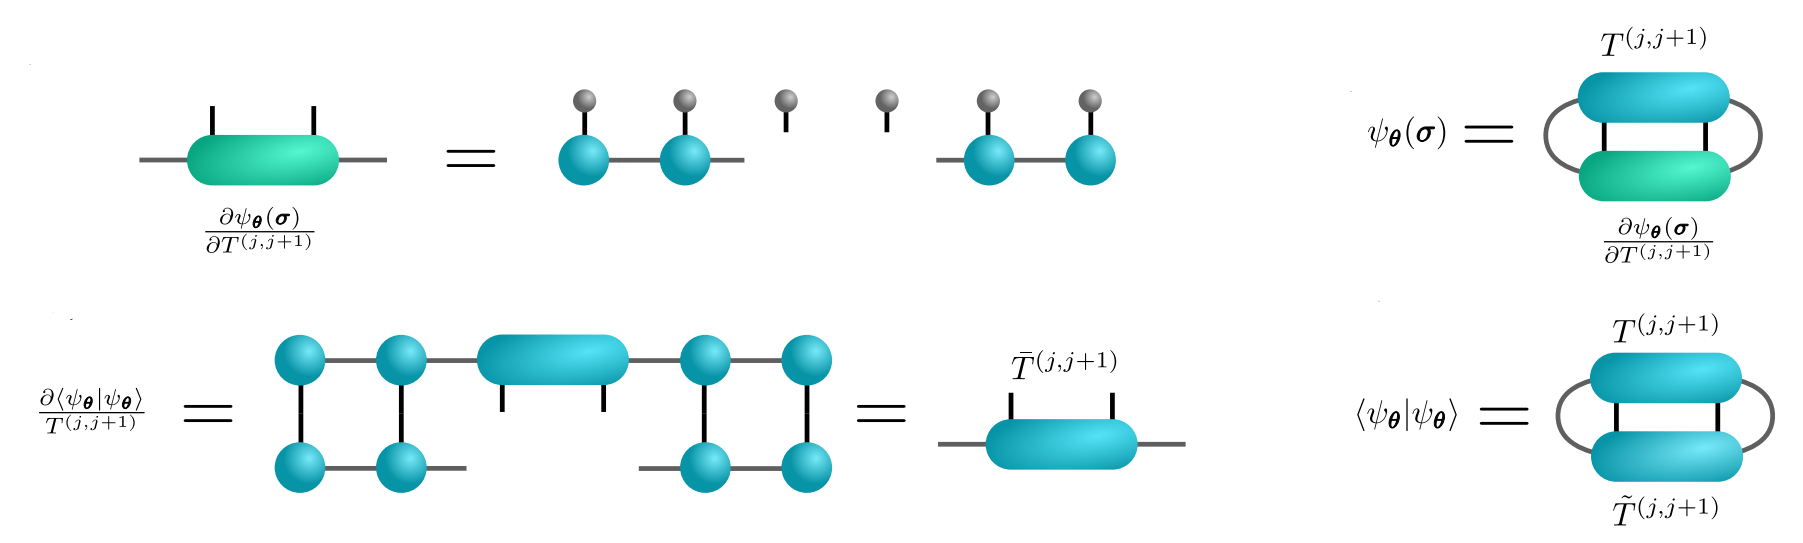 T^{(j,j+1)}
ψ_θ(σ) =
=
∂ψ_θ(σ)
∂T^{(j,j+1)}
∂ψ_θ(σ)
∂T^{(j,j+1)}
T^{(j,j+1)}
T̄^{(j,j+1)}
∂⟨ψ_θ|ψ_θ⟩
T^{(j,j+1)}
= =
⟨ψ_θ|ψ_θ⟩ =
T̃^{(j,j+1)}